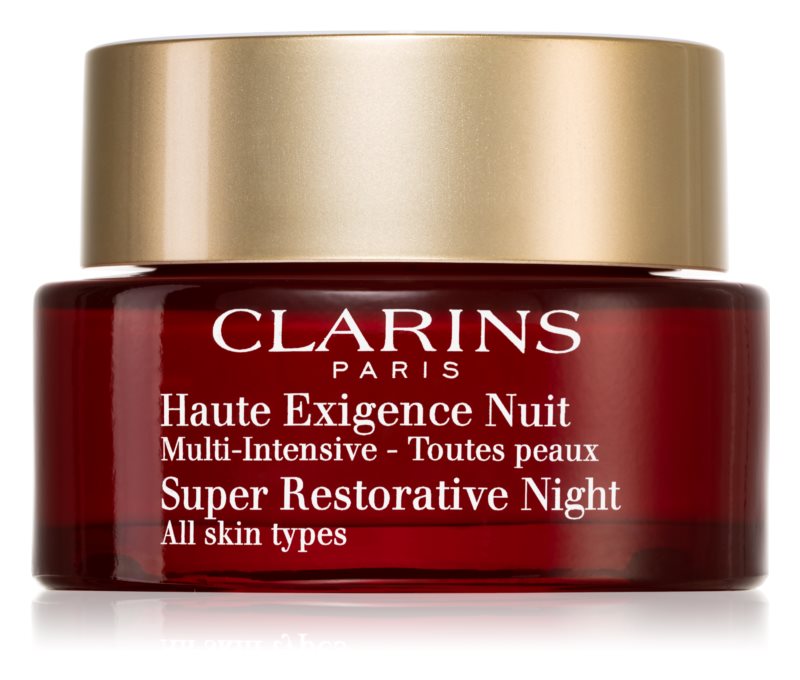 CLARINS
PARIS
Haute Exigence Nuit
Multi-Intensive - Toutes peaux
Super Restorative Night
All skin types